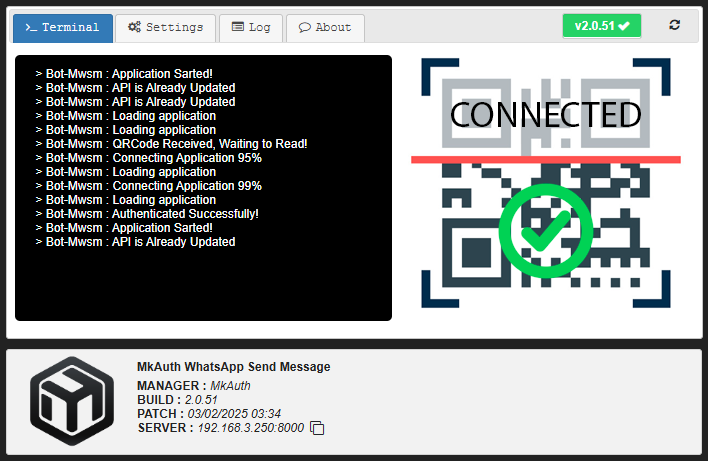 Terminal
Settings
Log
About
v2.0.51
> Bot-Mwsm : Application Sarted!
> Bot-Mwsm : API is Already Updated
> Bot-Mwsm : API is Already Updated
> Bot-Mwsm : Loading application
> Bot-Mwsm : Loading application
> Bot-Mwsm : QRCode Received, Waiting to Read!
> Bot-Mwsm : Connecting Application 95%
> Bot-Mwsm : Loading application
> Bot-Mwsm : Connecting Application 99%
> Bot-Mwsm : Loading application
> Bot-Mwsm : Authenticated Successfully!
> Bot-Mwsm : Application Sarted!
> Bot-Mwsm : API is Already Updated
CONNECTED
MkAuth WhatsApp Send Message
MANAGER : MkAuth
BUILD : 2.0.51
PATCH : 03/02/2025 03:34
SERVER : 192.168.3.250:8000